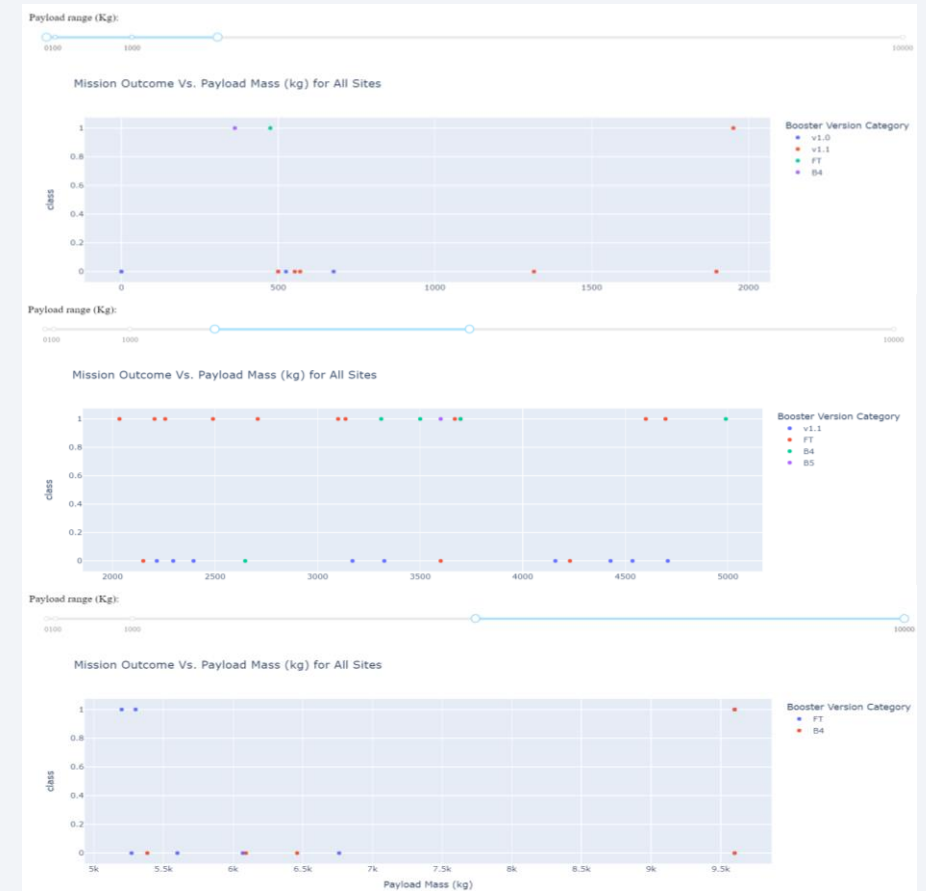 Payload range (Kg):
0100 1000 10000
Mission Outcome Vs. Payload Mass (kg) for All Sites
Booster Version Category
v1.0
v1.1
FT
B4
class
1
0.8
0.6
0.4
0.2
0
0 500 1000 1500 2000
Payload range (Kg):
0100 1000 10000
Mission Outcome Vs. Payload Mass (kg) for All Sites
Booster Version Category
v1.1
FT
B4
B5
class
1
0.8
0.6
0.4
0.2
0
2000 2500 3000 3500 4000 4500 5000
Payload range (Kg):
0100 1000 10000
Mission Outcome Vs. Payload Mass (kg) for All Sites
Booster Version Category
FT
B4
class
1
0.8
0.6
0.4
0.2
0
5k 5.5k 6k 6.5k 7k 7.5k 8k 8.5k 9k 9.5k
Payload Mass (kg)